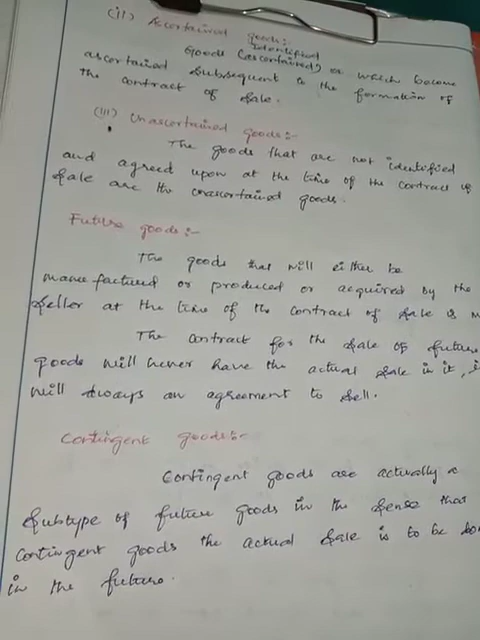 (ii) Ascertained goods:-
Identified
Goods (ascertained) or which become
ascertained subsequent to the formation of
the contract of sale.
(iii) Unascertained goods:-
The goods that are not identified
and agreed upon at the time of the contract of
sale are the unascertained goods.
Future goods:-
The goods that will either be
manufactured or produced or acquired by the
seller at the time of the contract of sale is
The contract for the sale of future
goods will never have the actual sale in it,
will always an agreement to sell.
Contingent goods:-
Contingent goods are actually a
subtype of future goods in the sense that
contingent goods the actual sale is to be
in the future.